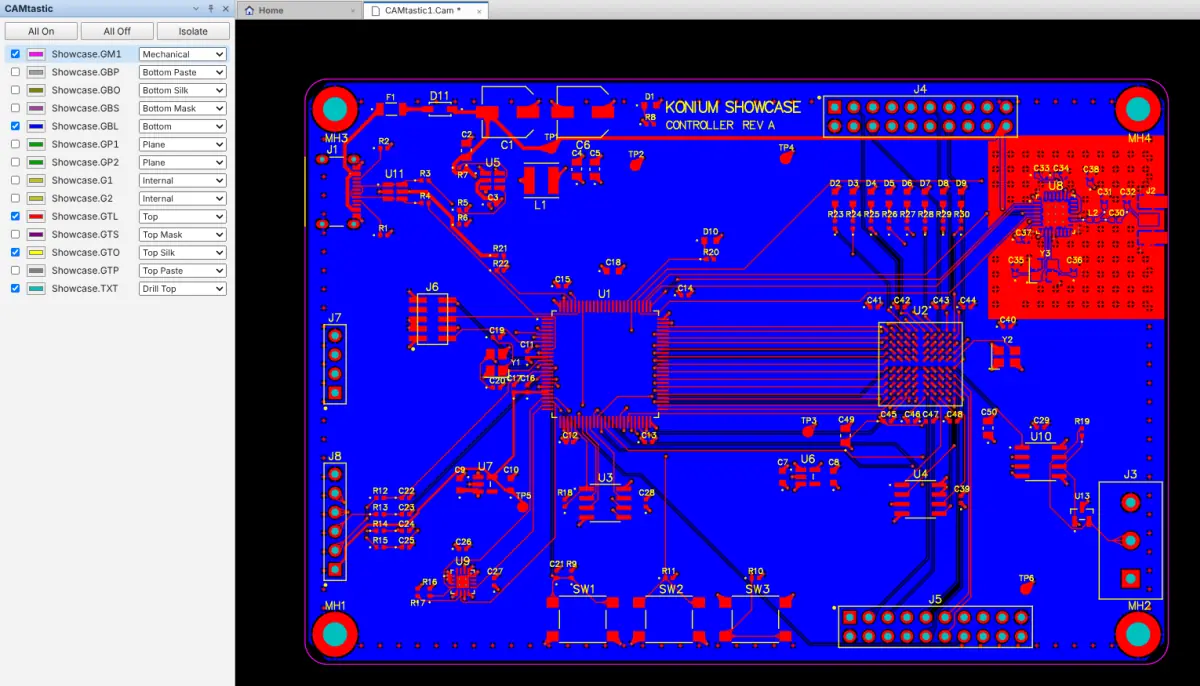 CAMtastic
Home
CAMtastic1.Cam *
All On
All Off
Isolate
Showcase.GM1 Mechanical
Showcase.GBP Bottom Paste
Showcase.GBO Bottom Silk
Showcase.GBS Bottom Mask
Showcase.GBL Bottom
Showcase.GP1 Plane
Showcase.GP2 Plane
Showcase.G1 Internal
Showcase.G2 Internal
Showcase.GTL Top
Showcase.GTS Top Mask
Showcase.GTO Top Silk
Showcase.GTP Top Paste
Showcase.TXT Drill Top
F1 D11 D1 J4
KONIUM SHOWCASE
R8
CONTROLLER REV A
MH3 C2 TP1 C1 C6 MH4
J1 R2 C4 C5 TP2 TP4
U5 R7 C33 C34 C38
U11 R3 D2 D3 D4 D5 D6 D7 D8 D9 U8 J2
R4 C3 L1 C31 C32
R5 R23 R24 R25 R26 R27 R28 R29 R30 L2 C30
R6
R1 D10 C37
R21 R20 Y3
R22 C18 C35 C36
C15 C14
J6 U1 C41 C42 C43 C44
U2
J7 C19 C40
C11 Y2
Y1
C20 C17 C16
C45 C46 C47 C48 C50
TP3 C49 C29 R19
C12 C13 U10
J8 U7 U6
C9 C10 C7 C8 U4 J3
U3
R12 C22 TP5 R18 C28 C39 U13
R13 C23
R14 C24
R15 C25
C26
U9 C27 C21 R9 R11 R10 TP6
R16 SW1 SW2 SW3
R17 J5
MH1 MH2